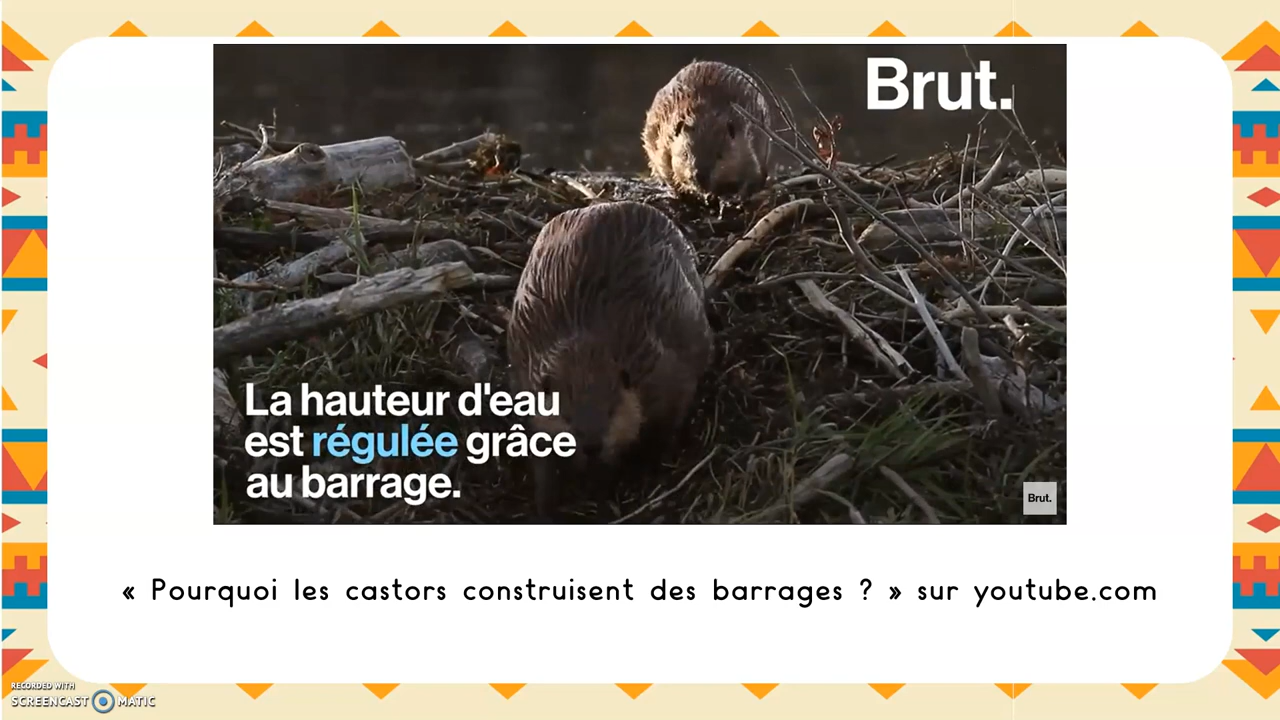 Brut.
La hauteur d'eau
est régulée grâce
au barrage.
Brut.
« Pourquoi les castors construisent des barrages ? » sur youtube.com
RECORDED WITH
SCREENCAST MATIC